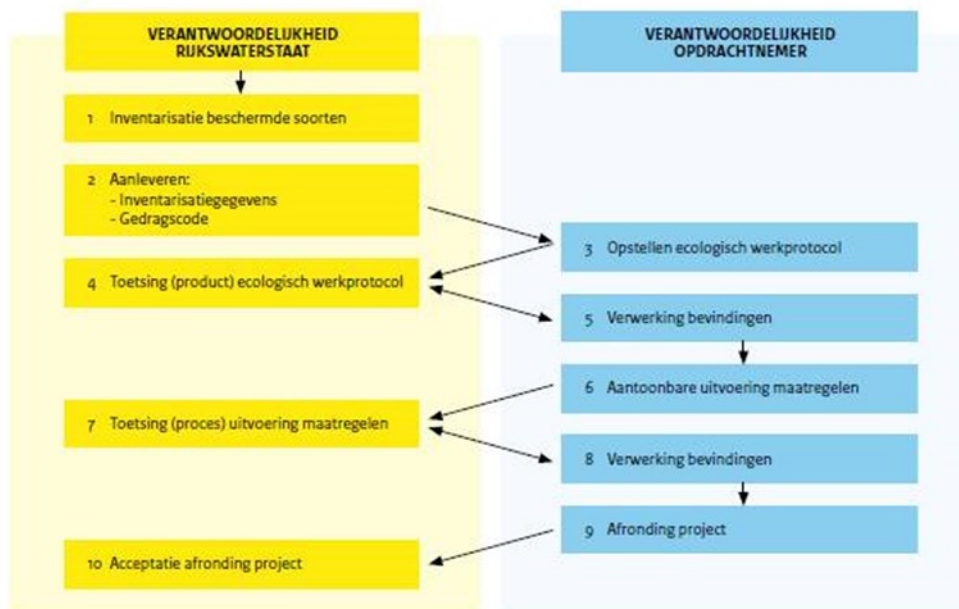 VERANTWOORDELIJKHEID
RIJKSWATERSTAAT
VERANTWOORDELIJKHEID
OPDRACHTNEMER
1 Inventarisatie beschermde soorten
2 Aanleveren:
- Inventarisatiegegevens
- Gedragscode
3 Opstellen ecologisch werkprotocol
4 Toetsing (product) ecologisch werkprotocol
5 Verwerking bevindingen
6 Aantoonbare uitvoering maatregelen
7 Toetsing (proces) uitvoering maatregelen
8 Verwerking bevindingen
9 Afronding project
10 Acceptatie afronding project